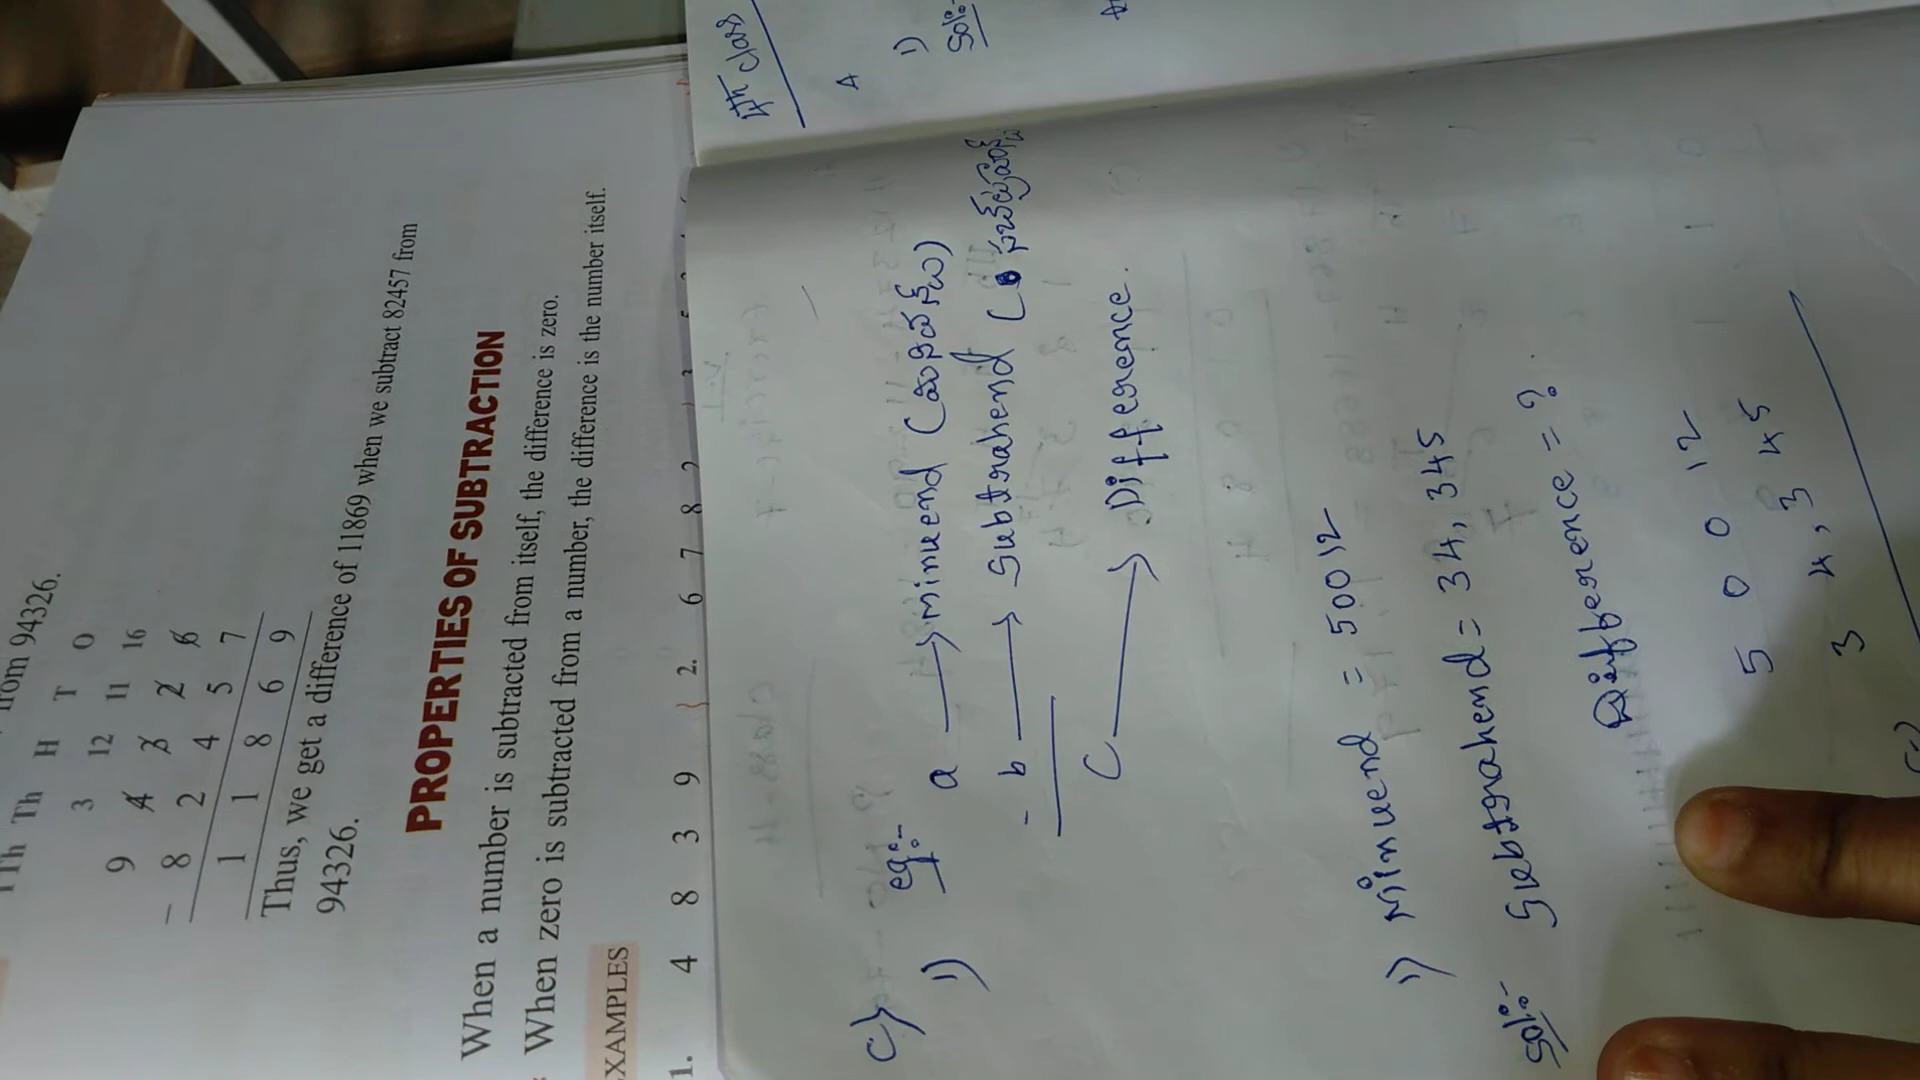 from 94326.
Th Th H T O
3 12 11 16
9 4 3 2 6
- 8 2 4 5 7
1 1 8 6 9
Thus, we get a difference of 11869 when we subtract 82457 from
94326.
PROPERTIES OF SUBTRACTION
When a number is subtracted from itself, the difference is zero.
When zero is subtracted from a number, the difference is the number itself.
EXAMPLES
1. 4 8 3 9 2. 6 7 8 2
4th class
A
1)
Sol:-
C)
1) eg:- a → Minuend (
- b → Subtrahend (
C → Difference.
1) Minuend = 50012
Sol:- Subtrahend = 34,345
Difference = ?
5 0 0 12
3 4,3 45
(-)